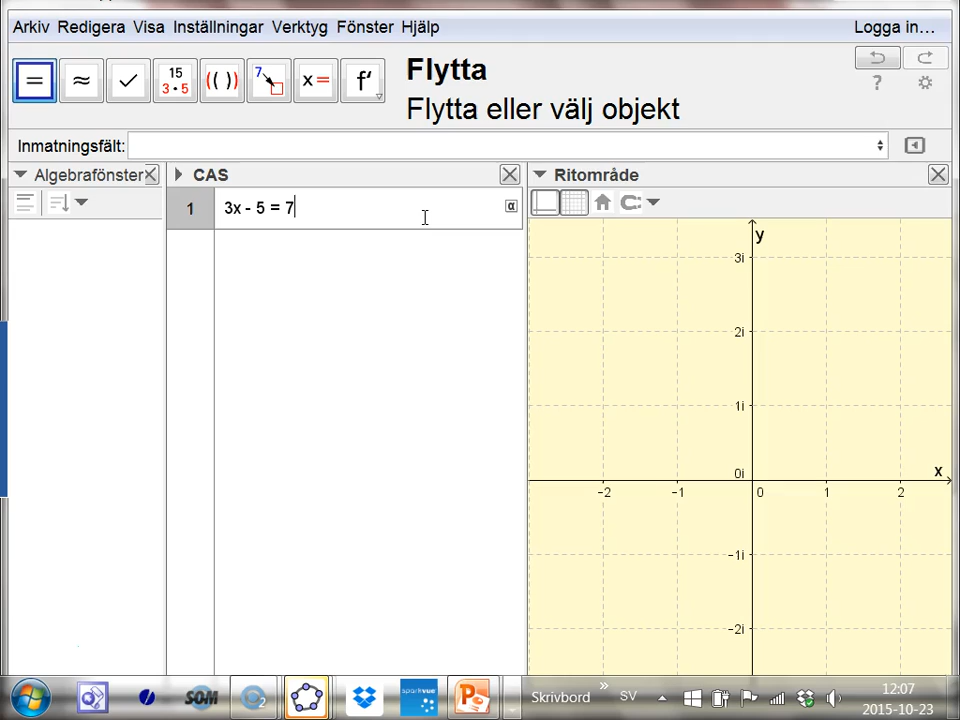 Arkiv Redigera Visa Inställningar Verktyg Fönster Hjälp Logga in...
= ≈ ✓ 15 3·5 (( )) 7 x= f'
Flytta
Flytta eller välj objekt
?
Inmatningsfält:
Algebrafönster CAS Ritområde
1 3x - 5 = 7 α
y
3i
2i
1i
0i
x
-2 -1 0 1 2
-1i
-2i
SOM 2 sparkvue P Skrivbord » SV 12:07
2015-10-23